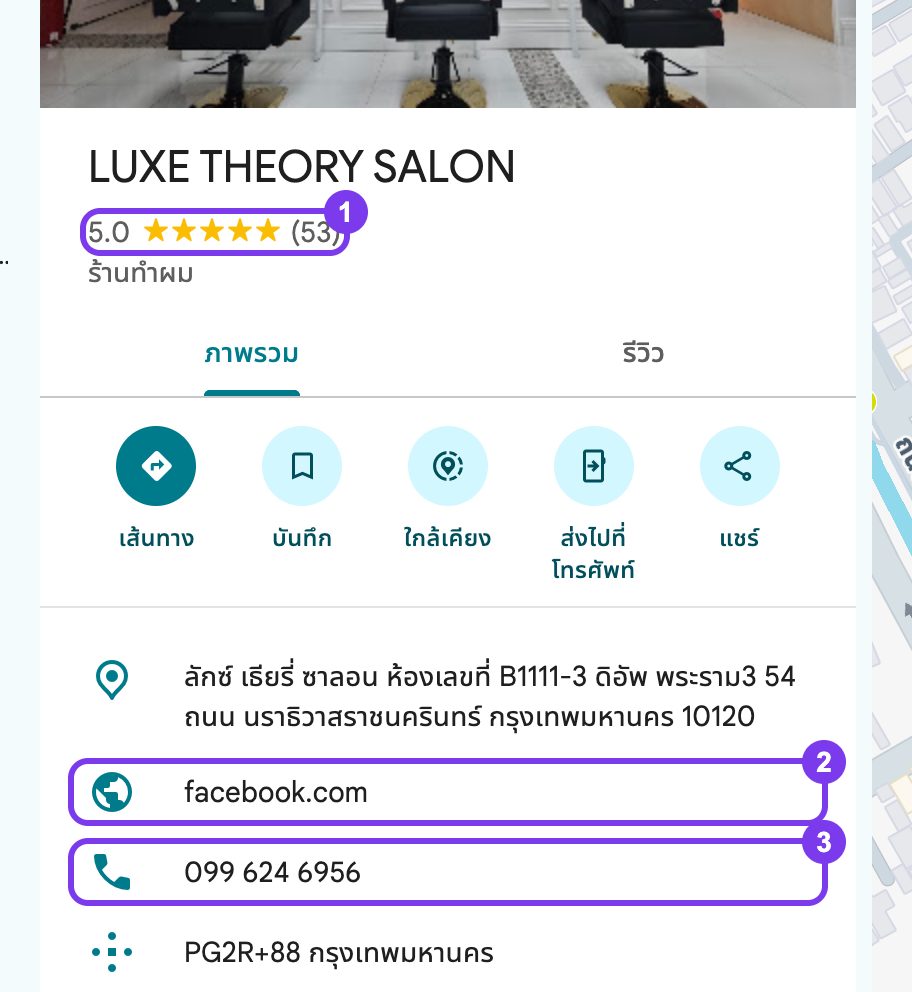 LUXE THEORY SALON
5.0 ★★★★★ (53)
1
ร้านทำผม
ภาพรวม
รีวิว
เส้นทาง
บันทึก
ใกล้เคียง
ส่งไปที่
โทรศัพท์
แชร์
ลักซ์ เธียรี่ ซาลอน ห้องเลขที่ B1111-3 ดิอัพ พระราม3 54
ถนน นราธิวาสราชนครินทร์ กรุงเทพมหานคร 10120
2
facebook.com
3
099 624 6956
PG2R+88 กรุงเทพมหานคร